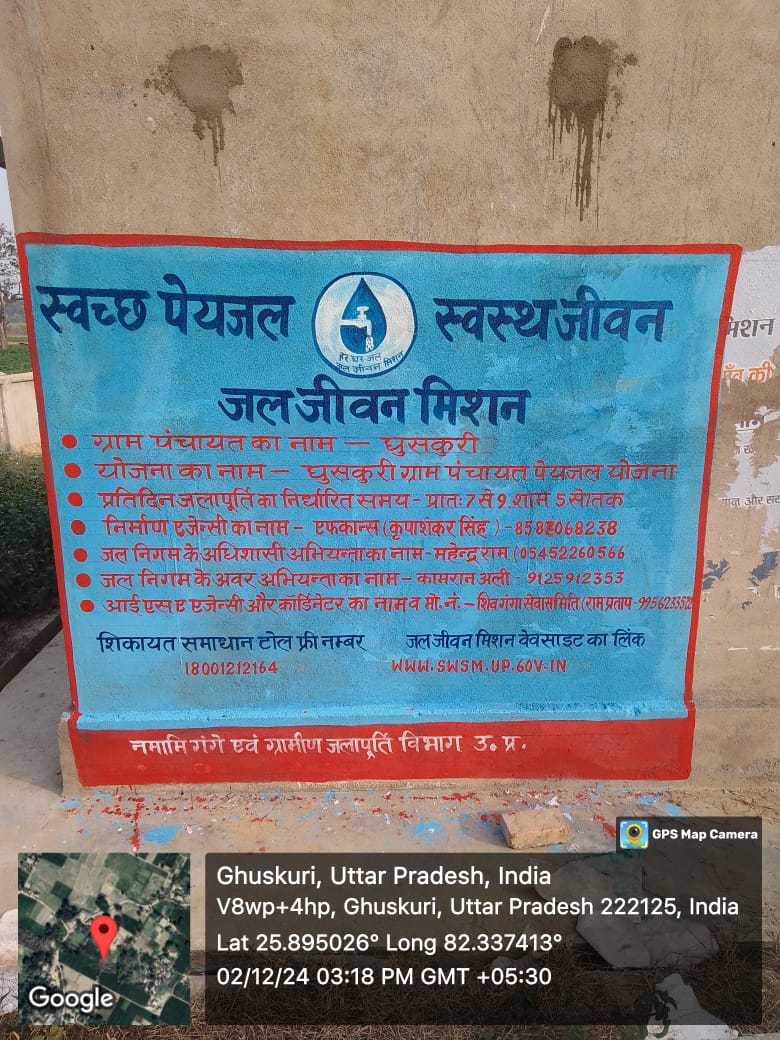 स्वच्छ पेयजल स्वस्थ जीवन
हर घर जल
जल जीवन मिशन
जल जीवन मिशन
ग्राम पंचायत का नाम — घुसकुरी
योजना का नाम — घुसकुरी ग्राम पंचायत पेयजल योजना
प्रतिदिन जलापूर्ति का निर्धारित समय - प्रातः 7 से 9 शाम 5 से तक
निर्माण एजेन्सी का नाम - एफकान्स (कृपाशंकर सिंह ) - 8587068238
जल निगम के अधिशासी अभियन्ता का नाम - महेन्द्र राम (05452260566
जल निगम के अवर अभियन्ता का नाम - कामरान अली - 9125912353
आई एस ए एजेन्सी और कॉर्डिनेटर का नाम व मो. नं. - शिव गंगा सेवा समिति (राम प्रताप -
शिकायत समाधान टोल फ्री नम्बर जल जीवन मिशन वेवसाइट का लिंक
18001212164 WWW.SWSM.UP.GOV-IN
नमामि गंगे एवं ग्रामीण जलापूर्ति विभाग उ. प्र.
मिशन
GPS Map Camera
Ghuskuri, Uttar Pradesh, India
V8wp+4hp, Ghuskuri, Uttar Pradesh 222125, India
Lat 25.895026° Long 82.337413°
02/12/24 03:18 PM GMT +05:30
Google